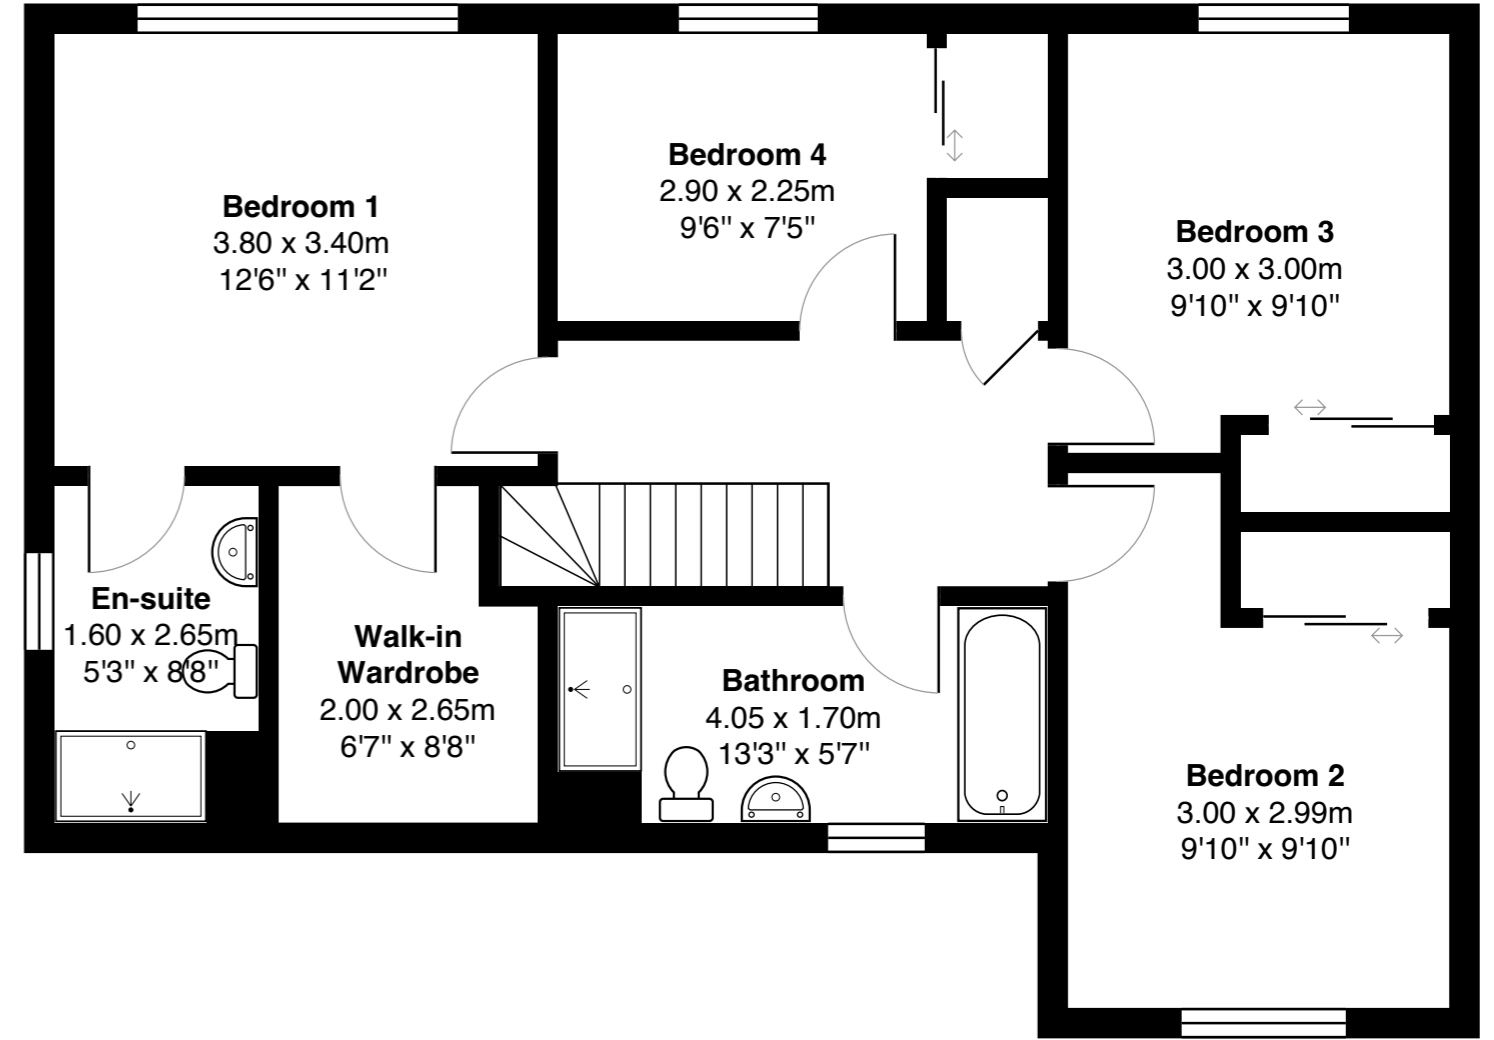 Bedroom 1
3.80 x 3.40m
12'6" x 11'2"
Bedroom 4
2.90 x 2.25m
9'6" x 7'5"
Bedroom 3
3.00 x 3.00m
9'10" x 9'10"
En-suite
1.60 x 2.65m
5'3" x 8'8"
Walk-in
Wardrobe
2.00 x 2.65m
6'7" x 8'8"
Bathroom
4.05 x 1.70m
13'3" x 5'7"
Bedroom 2
3.00 x 2.99m
9'10" x 9'10"